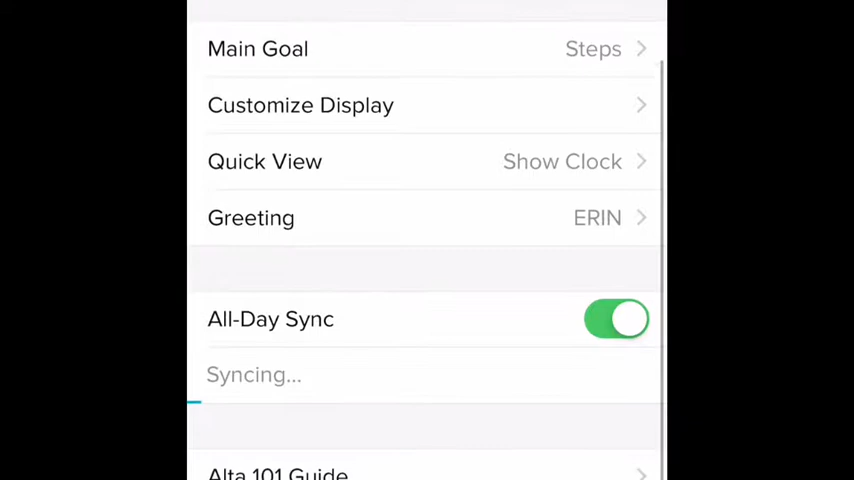 Main Goal Steps
Customize Display
Quick View Show Clock
Greeting ERIN
All-Day Sync
Syncing...
Alta 101 Guide